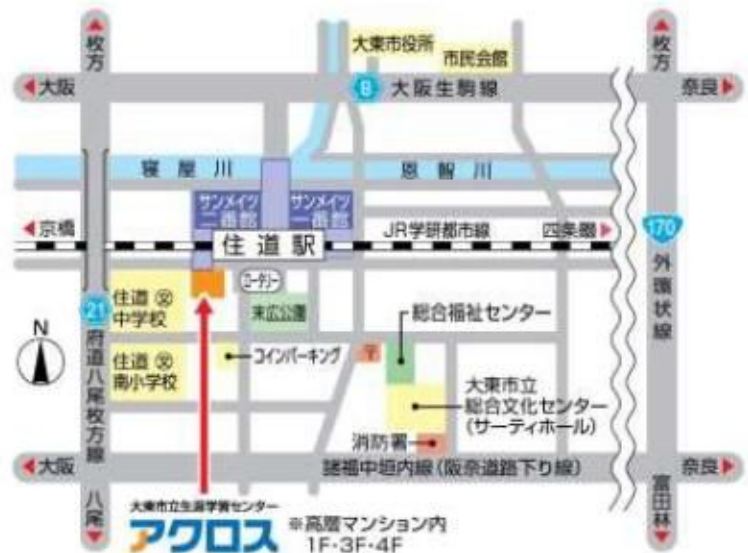 枚方
大東市役所
市民会館
枚方
大阪
8
大阪生駒線
奈良
寝屋川
恩智川
サンメイツ
二番館
サンメイツ
一番館
京橋
住道駅
JR学研都市線
四条畷
170
外環状線
21
府道八尾枚方線
住道
中学校
ロータリー
末広公園
総合福祉センター
N
住道
南小学校
コインパーキング
〒
大東市立
総合文化センター
(サーティホール)
消防署
大阪
諸福中垣内線(阪奈道路下り線)
奈良
八尾
富田林
大東市立生涯学習センター
アクロス
※高層マンション内
1F・3F・4F